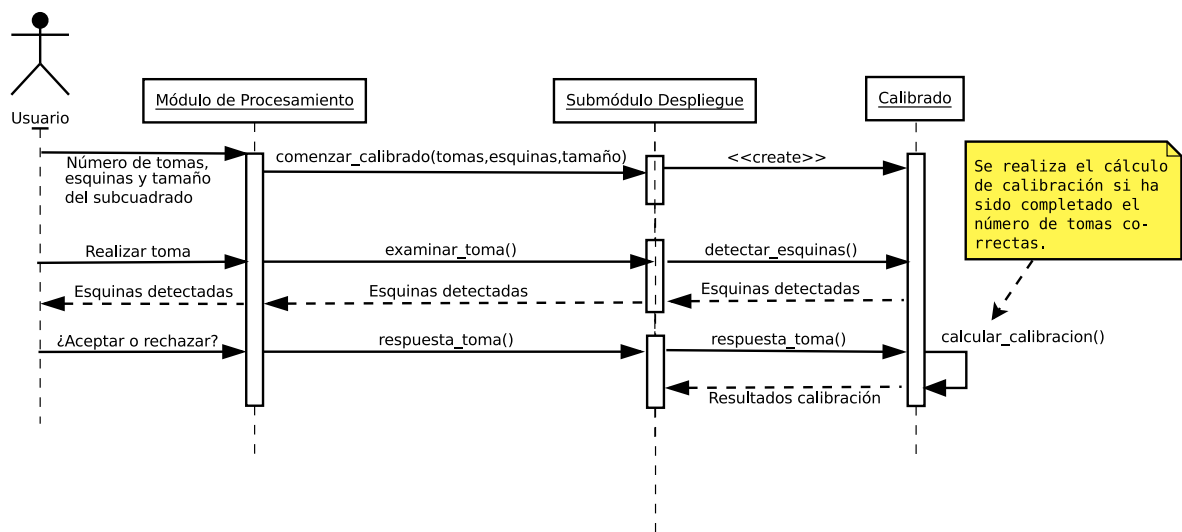 Usuario
Módulo de Procesamiento
Submódulo Despliegue
Calibrado
Número de tomas,
esquinas y tamaño
del subcuadrado
comenzar_calibrado(tomas,esquinas,tamaño)
<<create>>
Se realiza el cálculo
de calibración si ha
sido completado el
número de tomas co-
rrectas.
Realizar toma
examinar_toma()
detectar_esquinas()
Esquinas detectadas
Esquinas detectadas
Esquinas detectadas
¿Aceptar o rechazar?
respuesta_toma()
respuesta_toma()
calcular_calibracion()
Resultados calibración